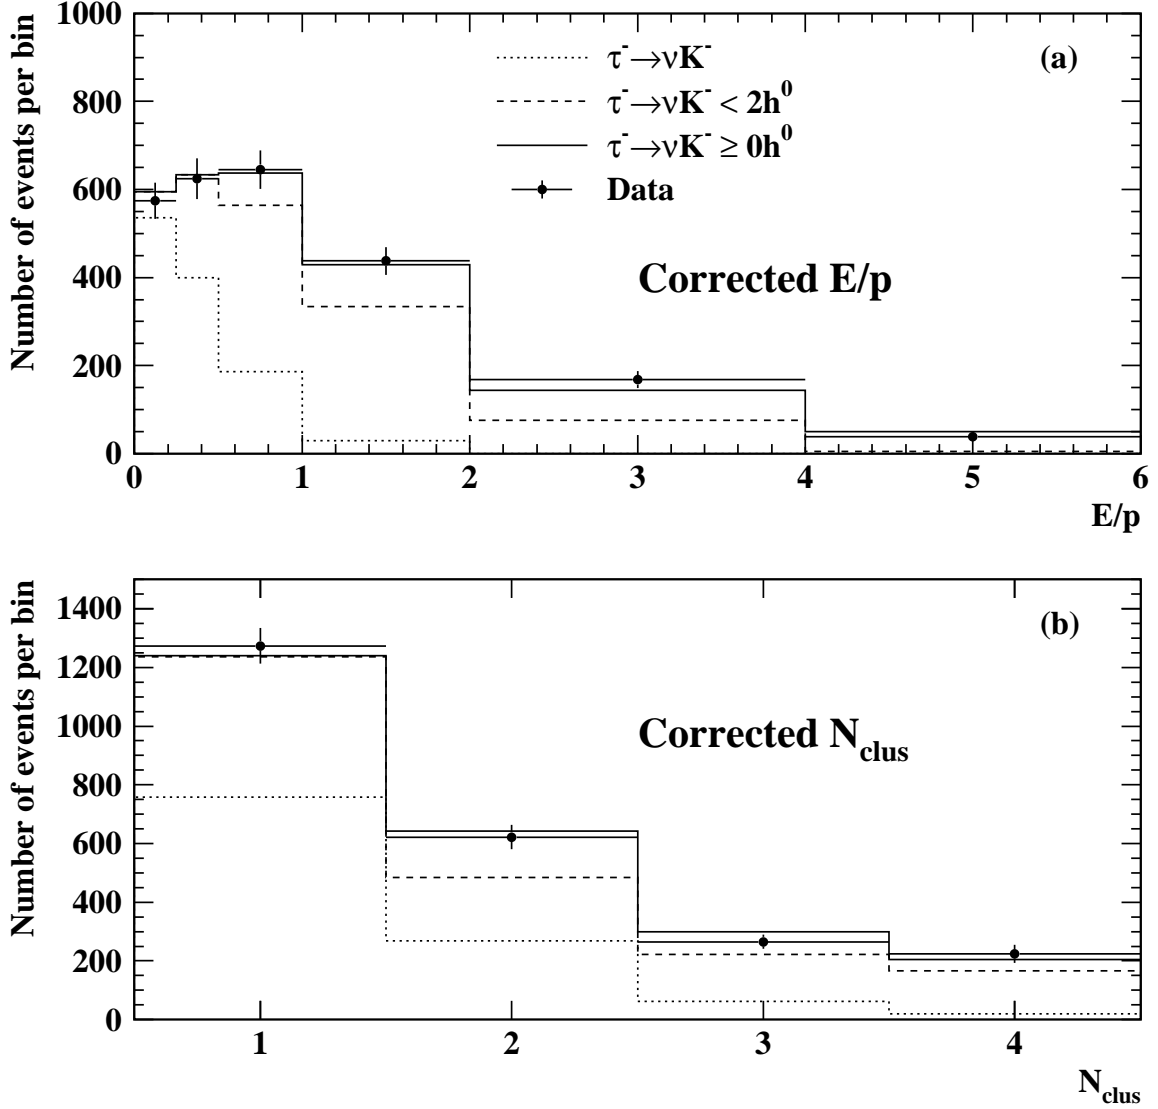 Number of events per bin
1000
800
600
400
200
0
(a)
τ⁻→νK⁻
τ⁻→νK⁻ < 2h⁰
τ⁻→νK⁻ ≥ 0h⁰
Data
Corrected E/p
0 1 2 3 4 5 6
E/p
Number of events per bin
1400
1200
1000
800
600
400
200
0
(b)
Corrected N_clus
1 2 3 4
N_clus